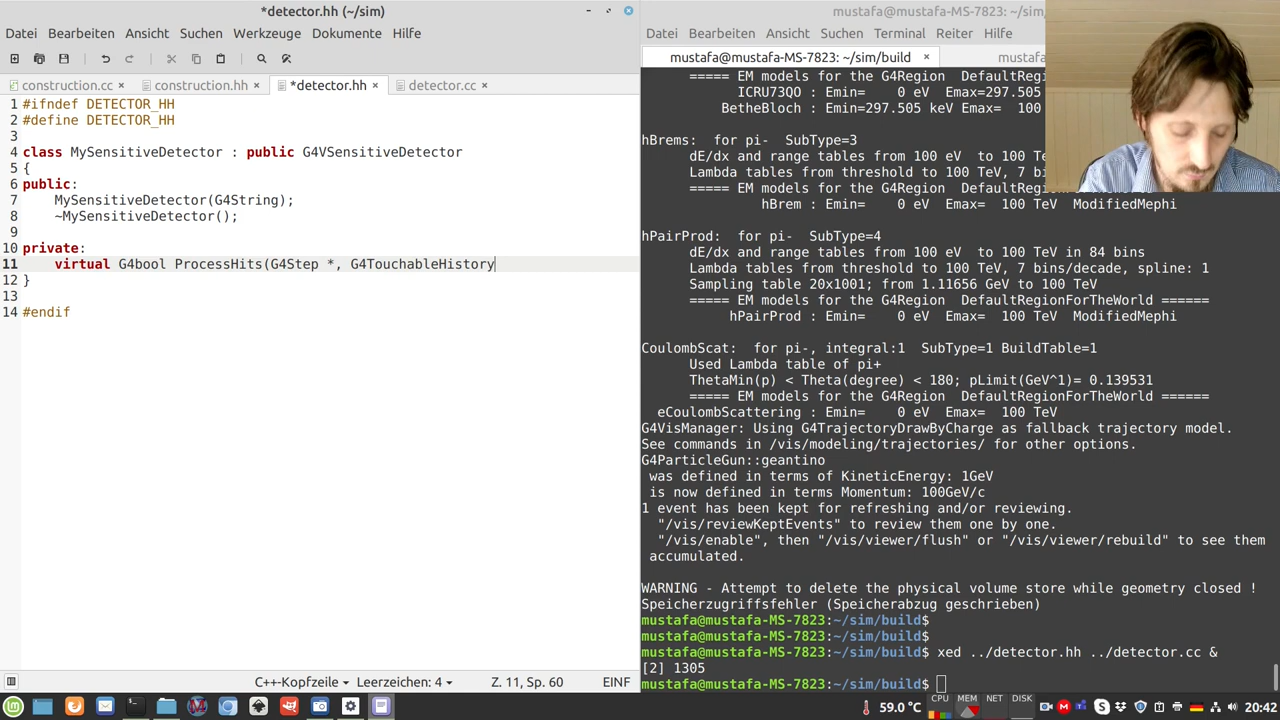 *detector.hh (~/sim)
Datei Bearbeiten Ansicht Suchen Werkzeuge Dokumente Hilfe
construction.cc × construction.hh × *detector.hh × detector.cc ×
1 #ifndef DETECTOR_HH
2 #define DETECTOR_HH
3
4 class MySensitiveDetector : public G4VSensitiveDetector
5 {
6 public:
7 MySensitiveDetector(G4String);
8 ~MySensitiveDetector();
9
10 private:
11 virtual G4bool ProcessHits(G4Step *, G4TouchableHistory
12 }
13
14 #endif
C++-Kopfzeile Leerzeichen: 4 Z. 11, Sp. 60 EINF
mustafa@mustafa-MS-7823: ~/sim/
Datei Bearbeiten Ansicht Suchen Terminal Reiter Hilfe
mustafa@mustafa-MS-7823: ~/sim/build × mustaf
===== EM models for the G4Region DefaultRegi
ICRU73QO : Emin= 0 eV Emax=297.505
BetheBloch : Emin=297.505 keV Emax= 100
hBrems: for pi- SubType=3
dE/dx and range tables from 100 eV to 100 Te
Lambda tables from threshold to 100 TeV, 7 bi
===== EM models for the G4Region DefaultRegi
hBrem : Emin= 0 eV Emax= 100 TeV ModifiedMephi
hPairProd: for pi- SubType=4
dE/dx and range tables from 100 eV to 100 TeV in 84 bins
Lambda tables from threshold to 100 TeV, 7 bins/decade, spline: 1
Sampling table 20x1001; from 1.11656 GeV to 100 TeV
===== EM models for the G4Region DefaultRegionForTheWorld ======
hPairProd : Emin= 0 eV Emax= 100 TeV ModifiedMephi
CoulombScat: for pi-, integral:1 SubType=1 BuildTable=1
Used Lambda table of pi+
ThetaMin(p) < Theta(degree) < 180; pLimit(GeV^1)= 0.139531
===== EM models for the G4Region DefaultRegionForTheWorld ======
eCoulombScattering : Emin= 0 eV Emax= 100 TeV
G4VisManager: Using G4TrajectoryDrawByCharge as fallback trajectory model.
See commands in /vis/modeling/trajectories/ for other options.
G4ParticleGun::geantino
was defined in terms of KineticEnergy: 1GeV
is now defined in terms Momentum: 100GeV/c
1 event has been kept for refreshing and/or reviewing.
"/vis/reviewKeptEvents" to review them one by one.
"/vis/enable", then "/vis/viewer/flush" or "/vis/viewer/rebuild" to see them
accumulated.
WARNING - Attempt to delete the physical volume store while geometry closed !
Speicherzugriffsfehler (Speicherabzug geschrieben)
mustafa@mustafa-MS-7823:~/sim/build$
mustafa@mustafa-MS-7823:~/sim/build$
mustafa@mustafa-MS-7823:~/sim/build$ xed ../detector.hh ../detector.cc &
[2] 1305
mustafa@mustafa-MS-7823:~/sim/build$
59.0 °C CPU MEM NET DISK 20:42